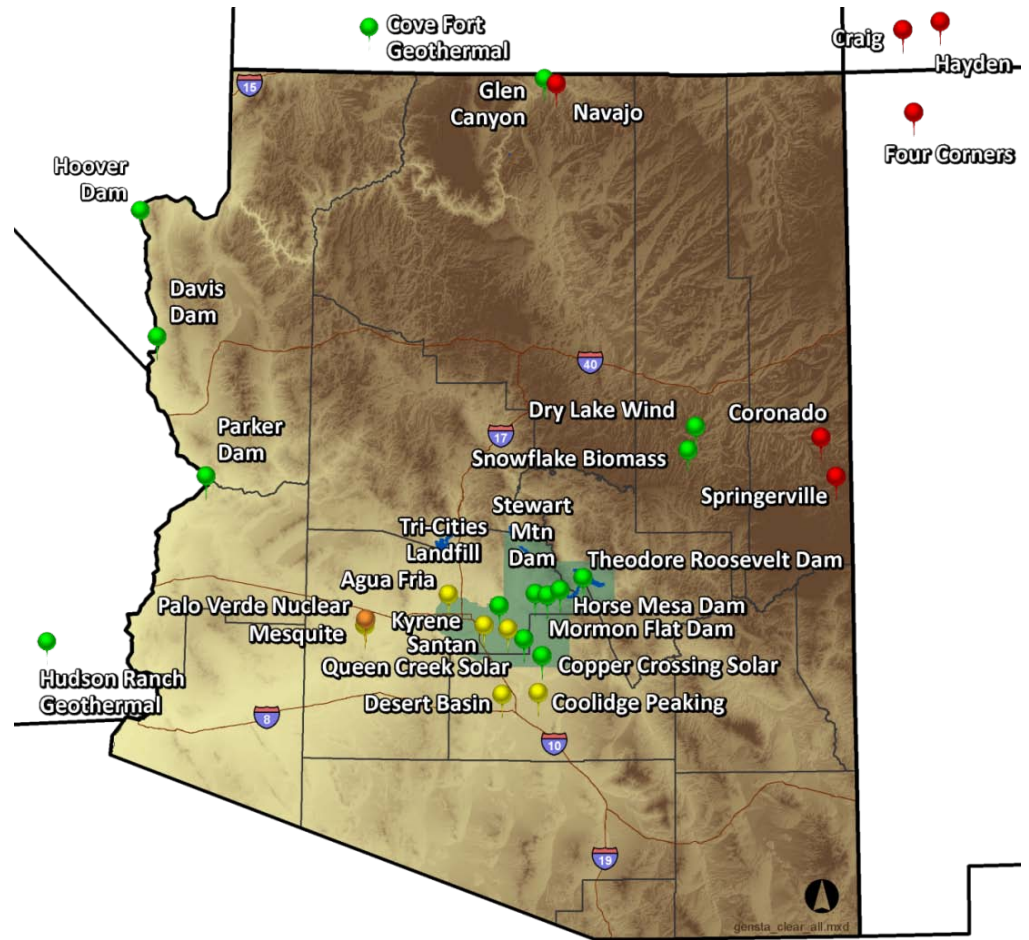 Cove Fort
Geothermal
Craig
Hayden
15
Glen
Canyon
Navajo
Four Corners
Hoover
Dam
Davis
Dam
40
Dry Lake Wind
Coronado
Parker
Dam
17
Snowflake Biomass
Springerville
Stewart
Mtn
Dam
Tri-Cities
Landfill
Theodore Roosevelt Dam
Agua Fria
Palo Verde Nuclear
Horse Mesa Dam
Kyrene
Mesquite
Mormon Flat Dam
Santan
Queen Creek Solar
Copper Crossing Solar
Hudson Ranch
Geothermal
Desert Basin
Coolidge Peaking
8
10
19
gensta_clear_all.mxd